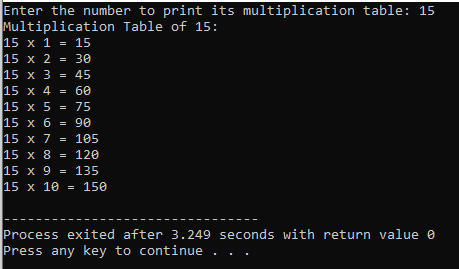 Enter the number to print its multiplication table: 15
Multiplication Table of 15:
15 x 1 = 15
15 x 2 = 30
15 x 3 = 45
15 x 4 = 60
15 x 5 = 75
15 x 6 = 90
15 x 7 = 105
15 x 8 = 120
15 x 9 = 135
15 x 10 = 150
--------------------------------
Process exited after 3.249 seconds with return value 0
Press any key to continue . . .